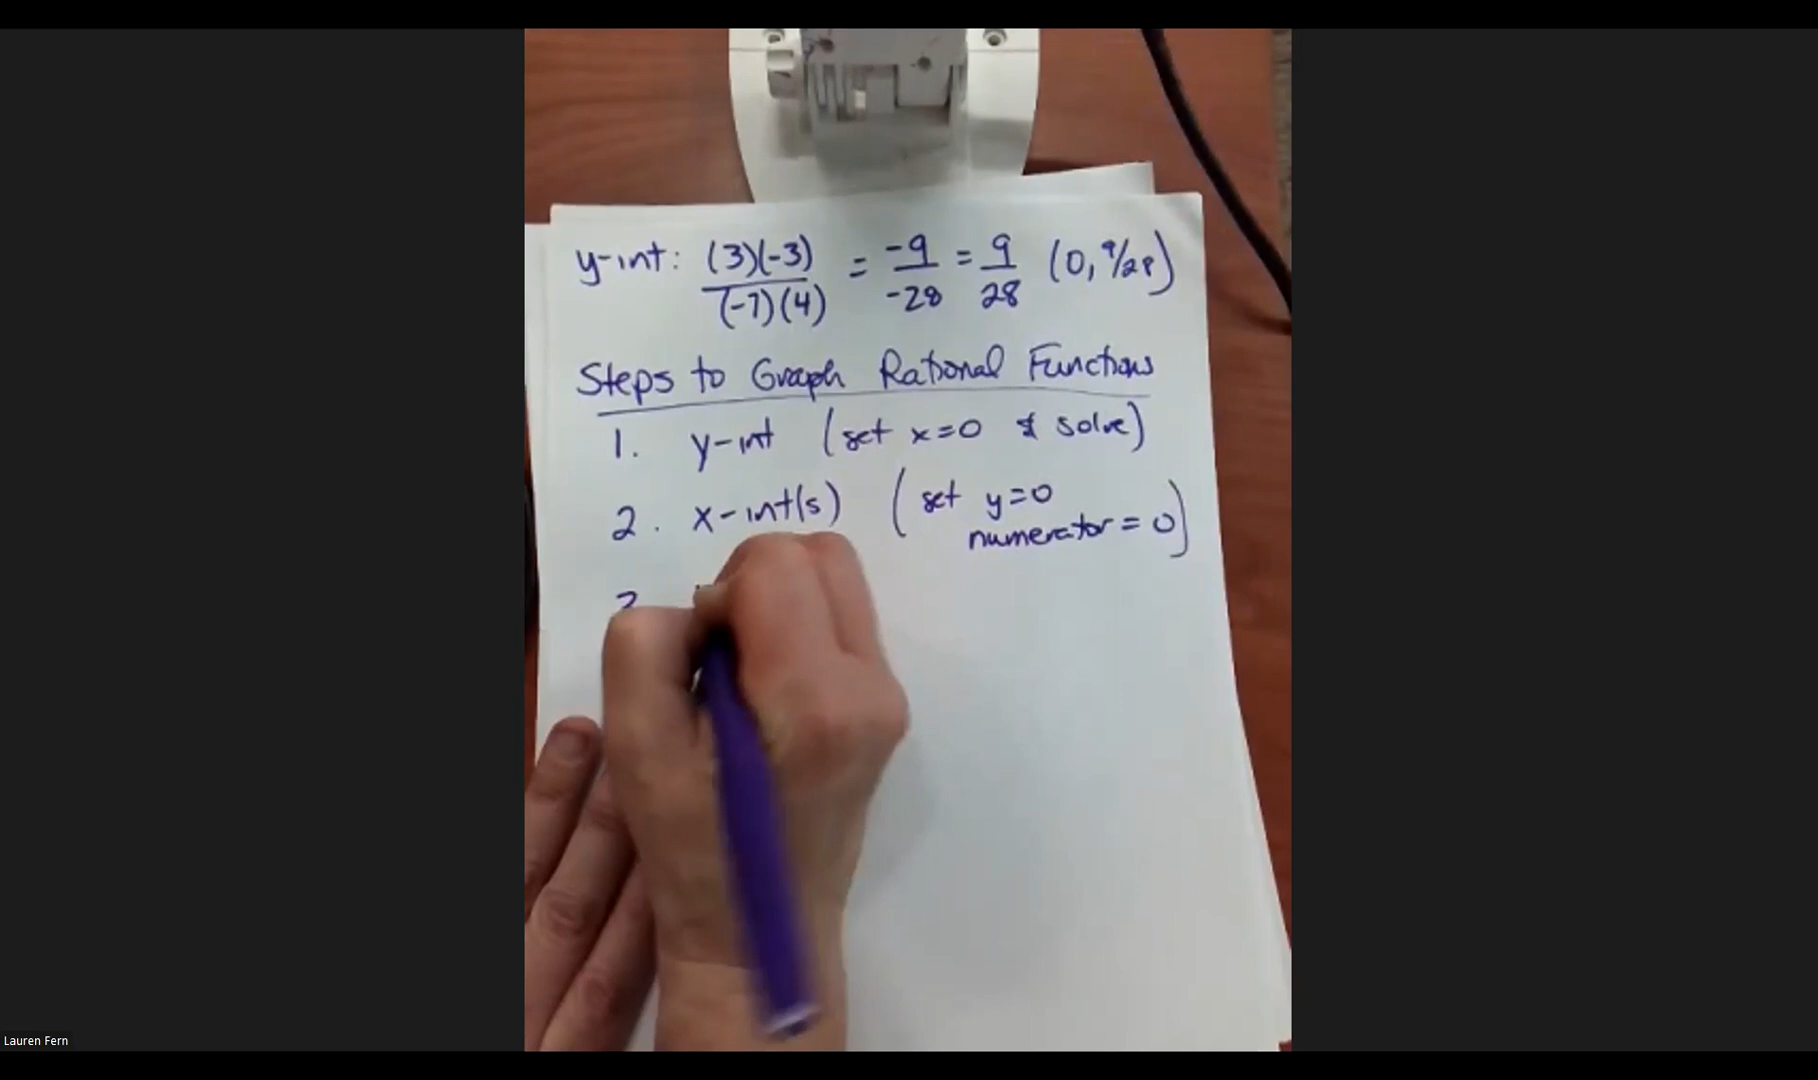 y-int: (3)(-3) / (-7)(4) = -9/-28 = 9/28 (0, 9/28)
Steps to Graph Rational Functions
1. y-int (set x=0 & solve)
2. x-int(s) (set y=0
numerator = 0)
3
Lauren Fern